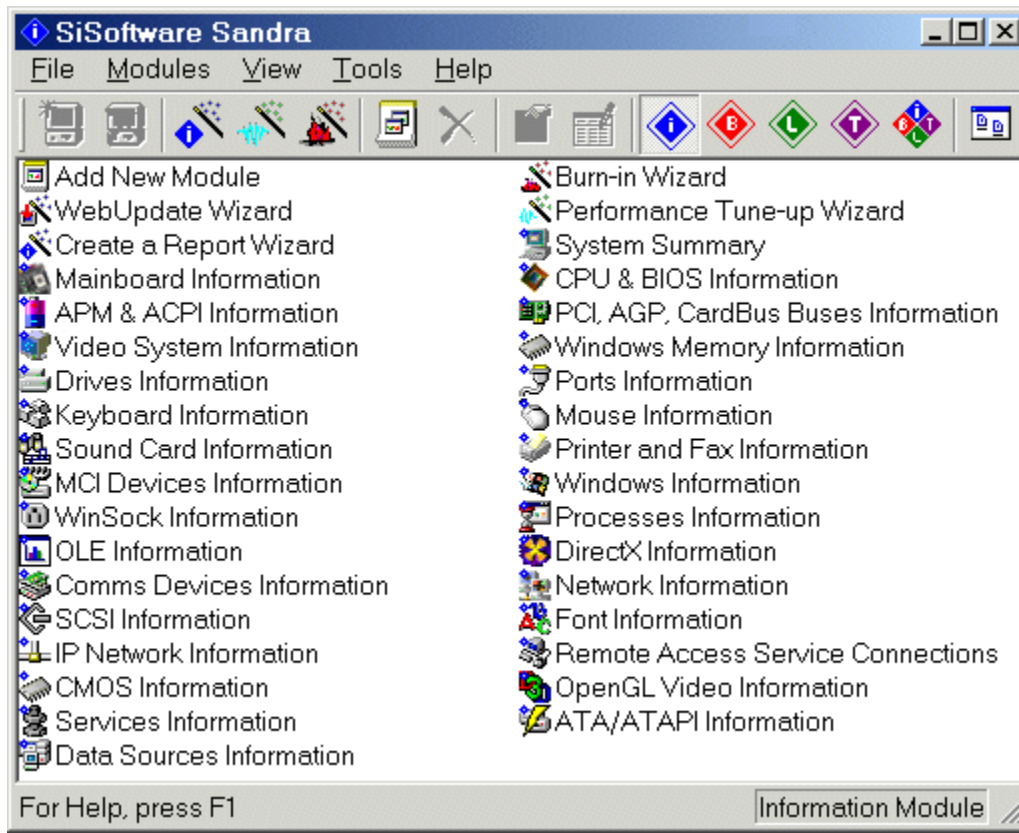 SiSoftware Sandra
File Modules View Tools Help
B L T B i T L
Add New Module
Burn-in Wizard
WebUpdate Wizard
Performance Tune-up Wizard
Create a Report Wizard
System Summary
Mainboard Information
CPU & BIOS Information
APM & ACPI Information
PCI, AGP, CardBus Buses Information
Video System Information
Windows Memory Information
Drives Information
Ports Information
Keyboard Information
Mouse Information
Sound Card Information
Printer and Fax Information
MCI Devices Information
Windows Information
WinSock Information
Processes Information
OLE Information
DirectX Information
Comms Devices Information
Network Information
SCSI Information
Font Information
IP Network Information
Remote Access Service Connections
CMOS Information
OpenGL Video Information
Services Information
ATA/ATAPI Information
Data Sources Information
For Help, press F1
Information Module